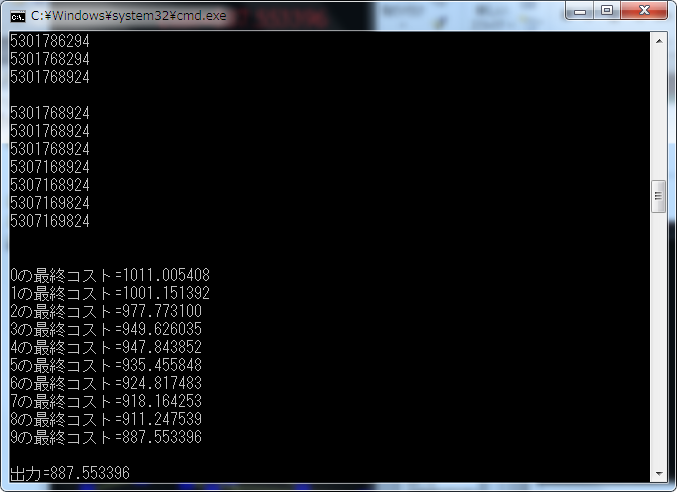 C:¥Windows¥system32¥cmd.exe
5301786294
5301768294
5301768924
5301768924
5301768924
5301768924
5307168924
5307168924
5307169824
5307169824
0の最終コスト=1011.005408
1の最終コスト=1001.151392
2の最終コスト=977.773100
3の最終コスト=949.626035
4の最終コスト=947.843852
5の最終コスト=935.455848
6の最終コスト=924.817483
7の最終コスト=918.164253
8の最終コスト=911.247539
9の最終コスト=887.553396
出力=887.553396